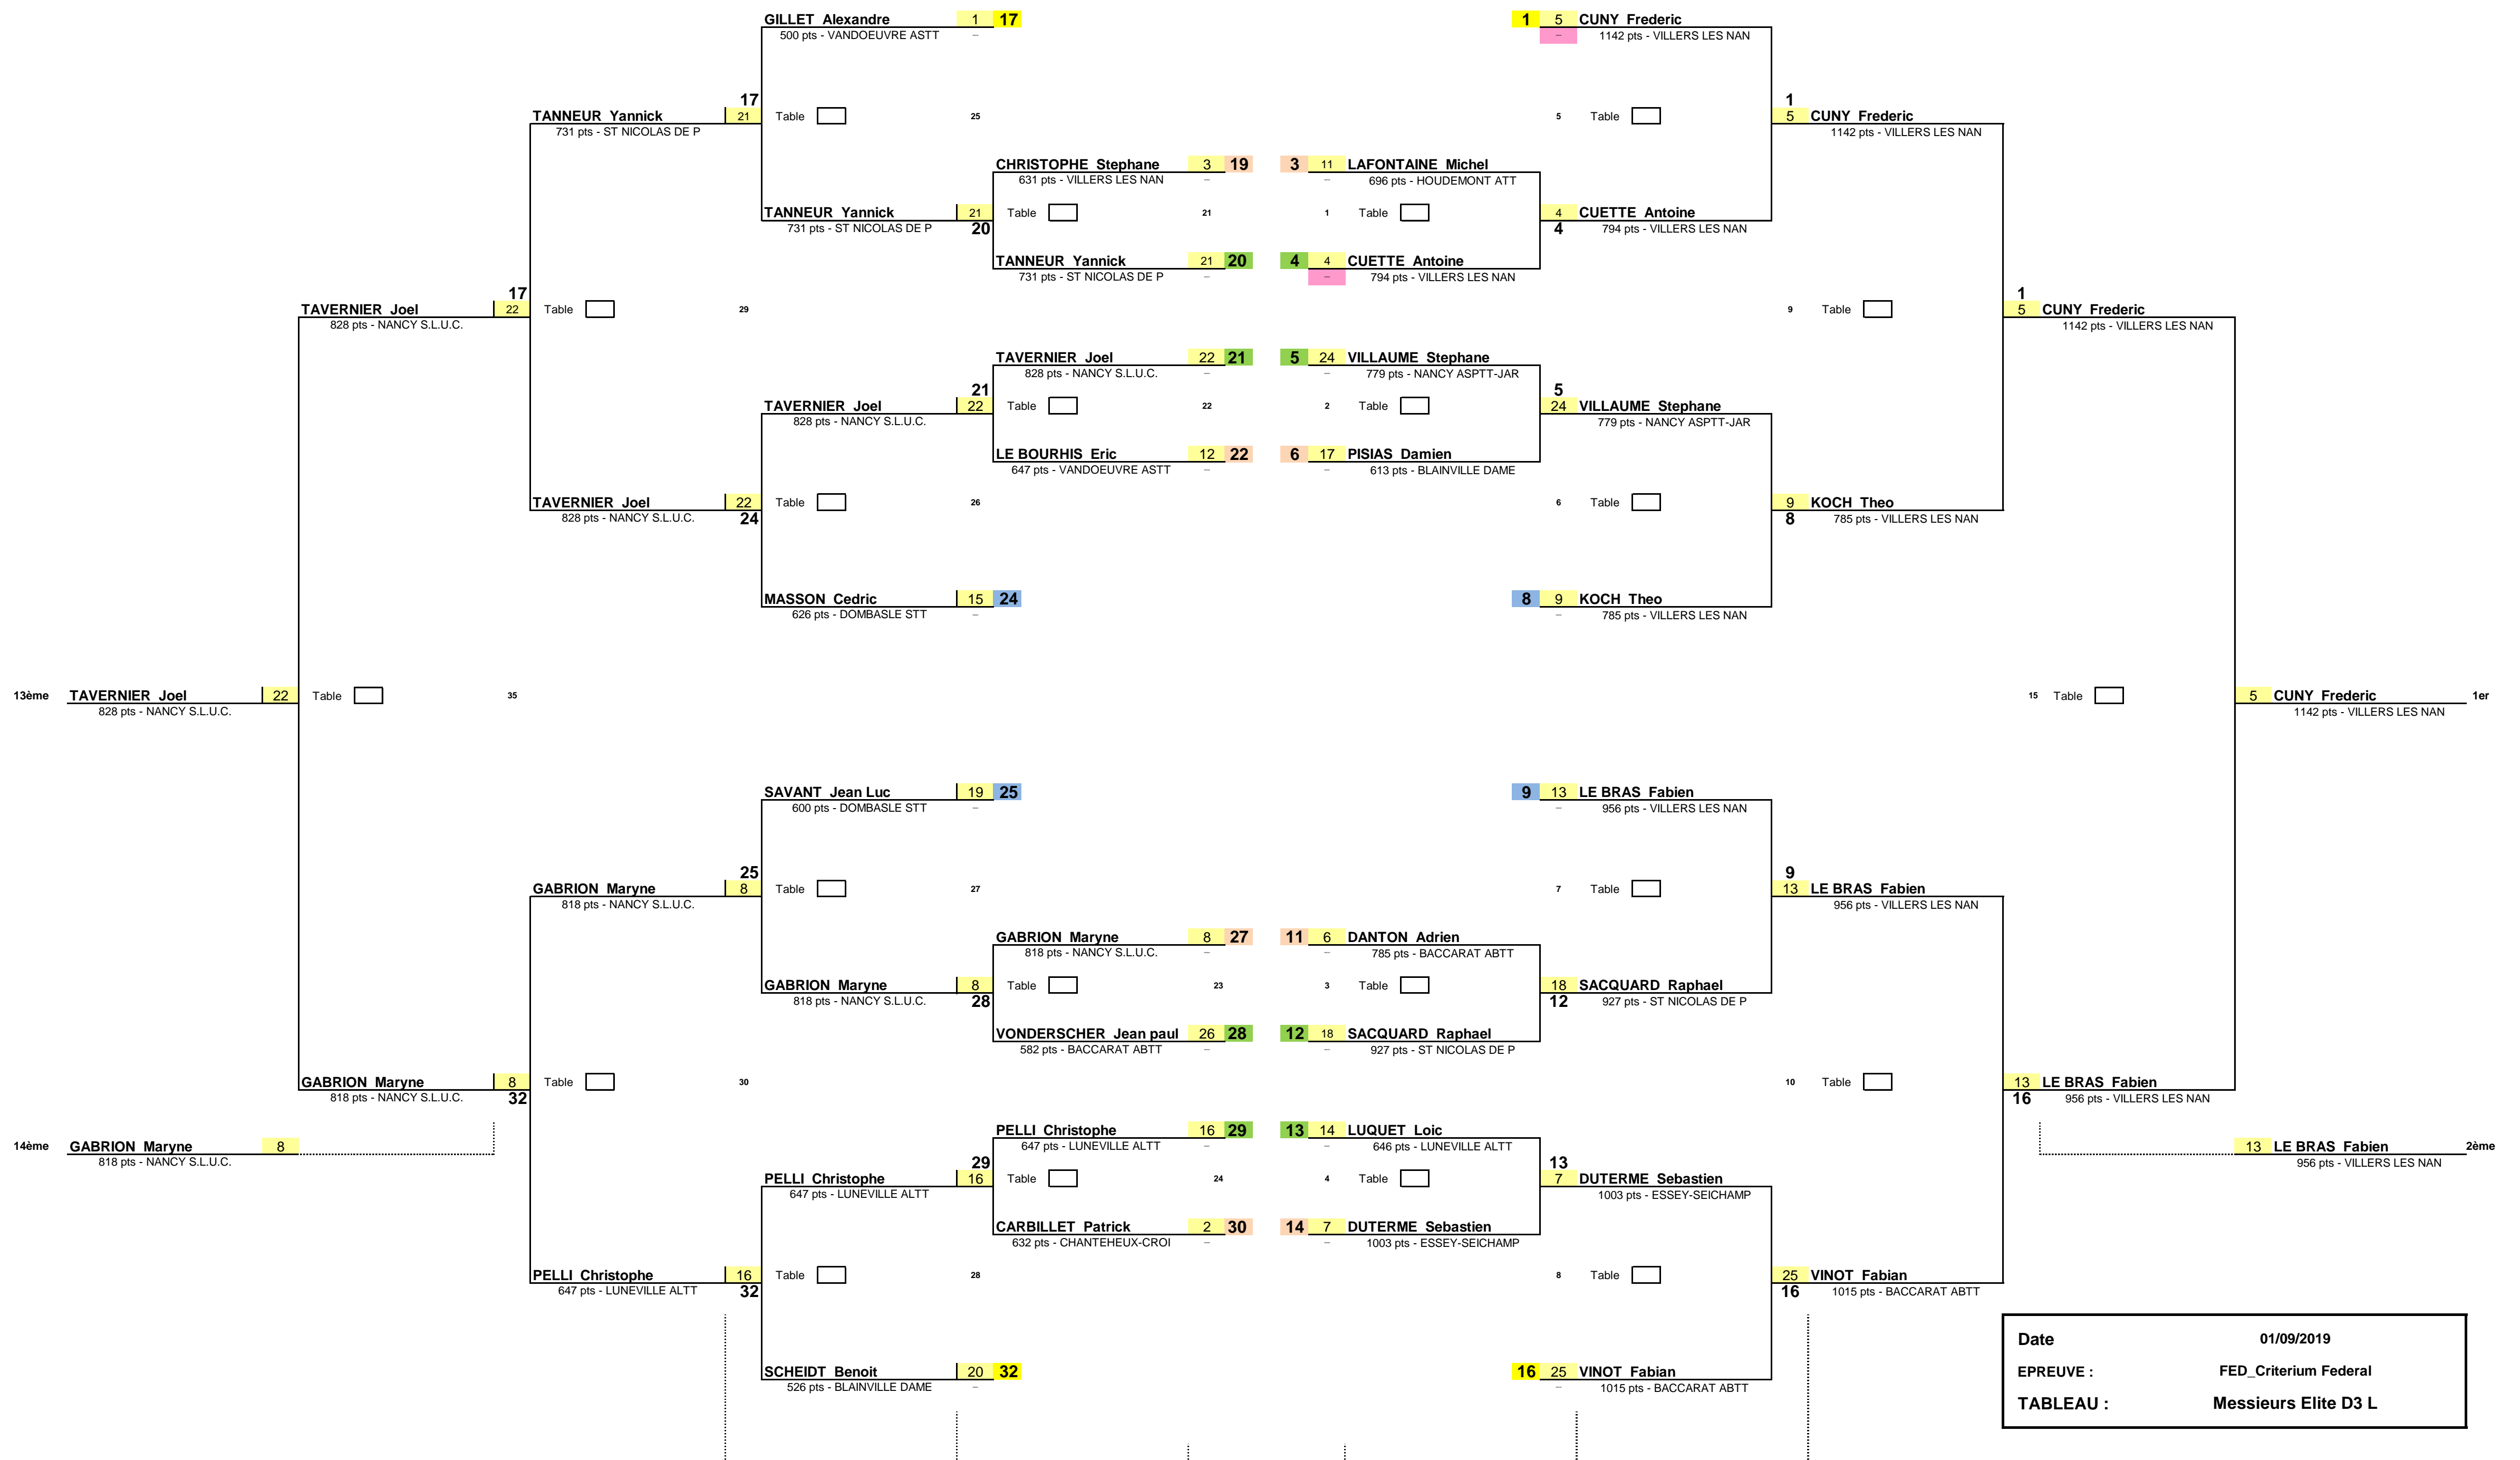 GILLET Alexandre 1 17 1 5 CUNY Frederic
500 pts - VANDOEUVRE ASTT – – 1142 pts - VILLERS LES NAN
17 1
TANNEUR Yannick 21 Table 25 5 Table 5 CUNY Frederic
731 pts - ST NICOLAS DE P 1142 pts - VILLERS LES NAN
CHRISTOPHE Stephane 3 19 3 11 LAFONTAINE Michel
631 pts - VILLERS LES NAN – – 696 pts - HOUDEMONT ATT
TANNEUR Yannick 21 Table 21 1 Table 4 CUETTE Antoine
731 pts - ST NICOLAS DE P 20 4 794 pts - VILLERS LES NAN
TANNEUR Yannick 21 20 4 4 CUETTE Antoine
731 pts - ST NICOLAS DE P – – 794 pts - VILLERS LES NAN
17 1
TAVERNIER Joel 22 Table 29 9 Table 5 CUNY Frederic
828 pts - NANCY S.L.U.C. 1142 pts - VILLERS LES NAN
TAVERNIER Joel 22 21 5 24 VILLAUME Stephane
828 pts - NANCY S.L.U.C. – – 779 pts - NANCY ASPTT-JAR
21 5
TAVERNIER Joel 22 Table 22 2 Table 24 VILLAUME Stephane
828 pts - NANCY S.L.U.C. 779 pts - NANCY ASPTT-JAR
LE BOURHIS Eric 12 22 6 17 PISIAS Damien
647 pts - VANDOEUVRE ASTT – – 613 pts - BLAINVILLE DAME
TAVERNIER Joel 22 Table 26 6 Table 9 KOCH Theo
828 pts - NANCY S.L.U.C. 24 8 785 pts - VILLERS LES NAN
MASSON Cedric 15 24 8 9 KOCH Theo
626 pts - DOMBASLE STT – – 785 pts - VILLERS LES NAN
13ème TAVERNIER Joel 22 Table 35 15 Table 5 CUNY Frederic 1er
828 pts - NANCY S.L.U.C. 1142 pts - VILLERS LES NAN
SAVANT Jean Luc 19 25 9 13 LE BRAS Fabien
600 pts - DOMBASLE STT – – 956 pts - VILLERS LES NAN
25 9
GABRION Maryne 8 Table 27 7 Table 13 LE BRAS Fabien
818 pts - NANCY S.L.U.C. 956 pts - VILLERS LES NAN
GABRION Maryne 8 27 11 6 DANTON Adrien
818 pts - NANCY S.L.U.C. – – 785 pts - BACCARAT ABTT
GABRION Maryne 8 Table 23 3 Table 18 SACQUARD Raphael
818 pts - NANCY S.L.U.C. 28 12 927 pts - ST NICOLAS DE P
VONDERSCHER Jean paul 26 28 12 18 SACQUARD Raphael
582 pts - BACCARAT ABTT – – 927 pts - ST NICOLAS DE P
GABRION Maryne 8 Table 30 10 Table 13 LE BRAS Fabien
818 pts - NANCY S.L.U.C. 32 16 956 pts - VILLERS LES NAN
PELLI Christophe 16 29 13 14 LUQUET Loic
647 pts - LUNEVILLE ALTT – – 646 pts - LUNEVILLE ALTT
14ème GABRION Maryne 8 13 LE BRAS Fabien 2ème
818 pts - NANCY S.L.U.C. 956 pts - VILLERS LES NAN
29 13
PELLI Christophe 16 Table 24 4 Table 7 DUTERME Sebastien
647 pts - LUNEVILLE ALTT 1003 pts - ESSEY-SEICHAMP
CARBILLET Patrick 2 30 14 7 DUTERME Sebastien
632 pts - CHANTEHEUX-CROI – – 1003 pts - ESSEY-SEICHAMP
PELLI Christophe 16 Table 28 8 Table 25 VINOT Fabian
647 pts - LUNEVILLE ALTT 32 16 1015 pts - BACCARAT ABTT
Date 01/09/2019
SCHEIDT Benoit 20 32 16 25 VINOT Fabian
526 pts - BLAINVILLE DAME – – 1015 pts - BACCARAT ABTT
EPREUVE : FED_Criterium Federal
TABLEAU : Messieurs Elite D3 L